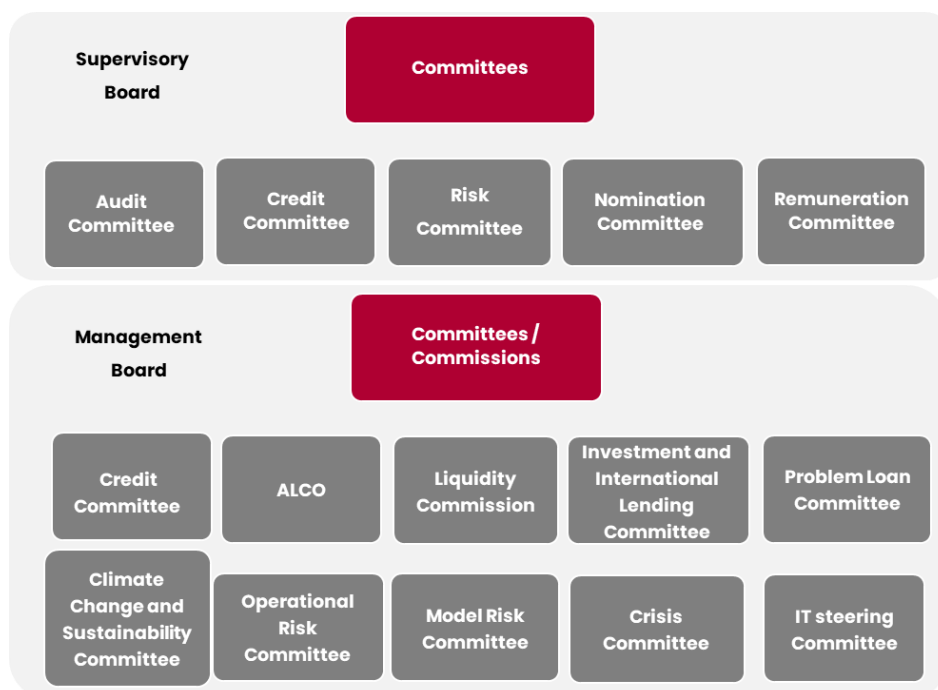 Supervisory
Board
Committees
Audit
Committee
Credit
Committee
Risk
Committee
Nomination
Committee
Remuneration
Committee
Management
Board
Committees /
Commissions
Credit
Committee
ALCO
Liquidity
Commission
Investment and
International
Lending
Committee
Problem Loan
Committee
Climate
Change and
Sustainability
Committee
Operational
Risk
Committee
Model Risk
Committee
Crisis
Committee
IT steering
Committee